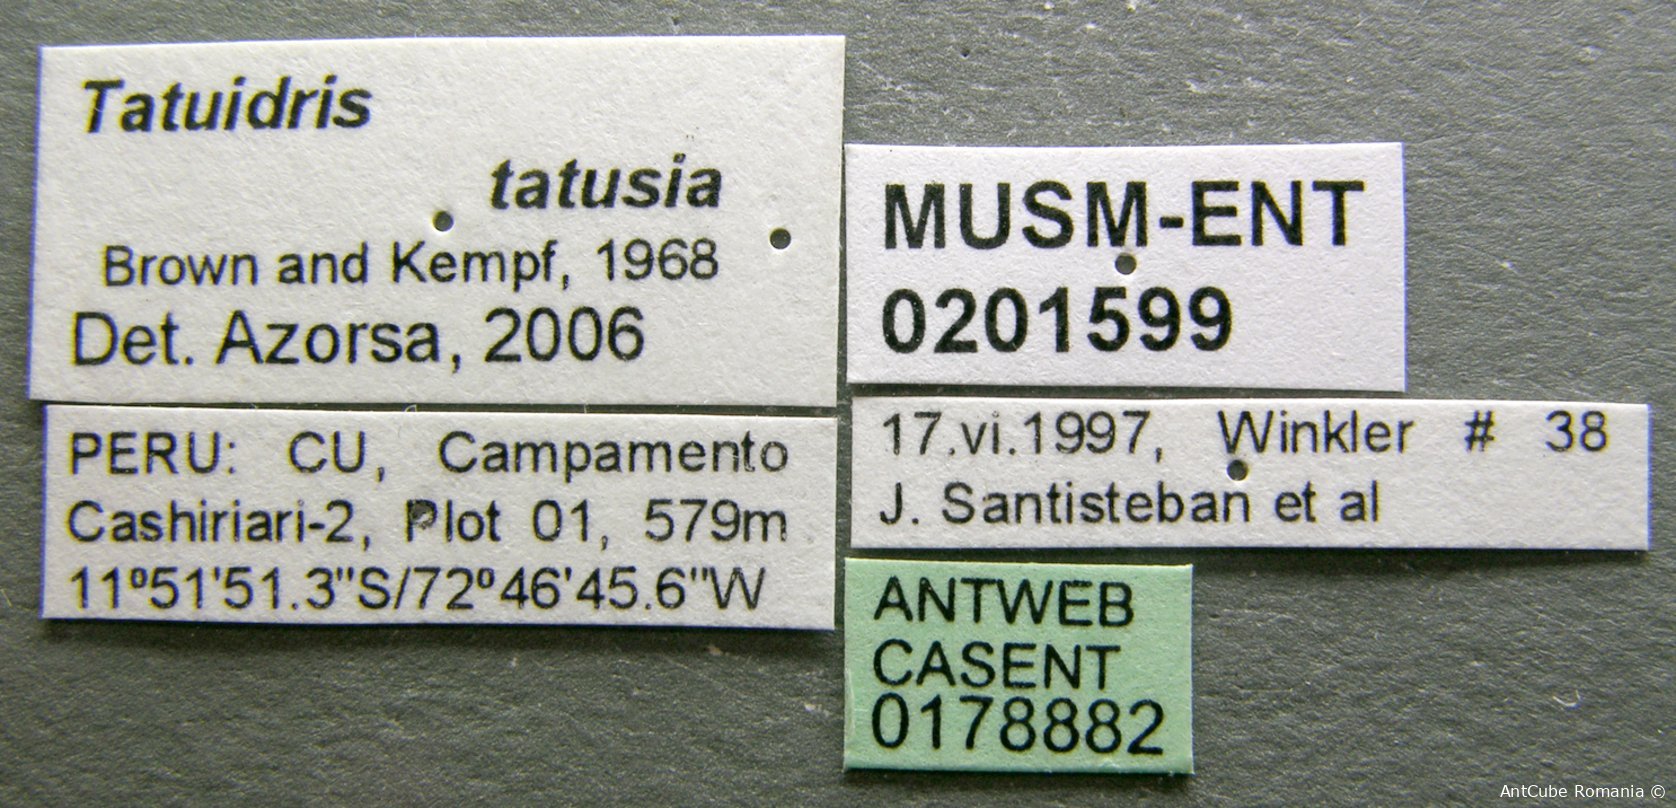 Tatuidris
tatusia
Brown and Kempf, 1968
Det. Azorsa, 2006
PERU: CU, Campamento
Cashiriari-2, Plot 01, 579m
11º51'51.3"S/72º46'45.6"W
MUSM-ENT
0201599
17.vi.1997, Winkler # 38
J. Santisteban et al
ANTWEB
CASENT
0178882
AntCube Romania ©